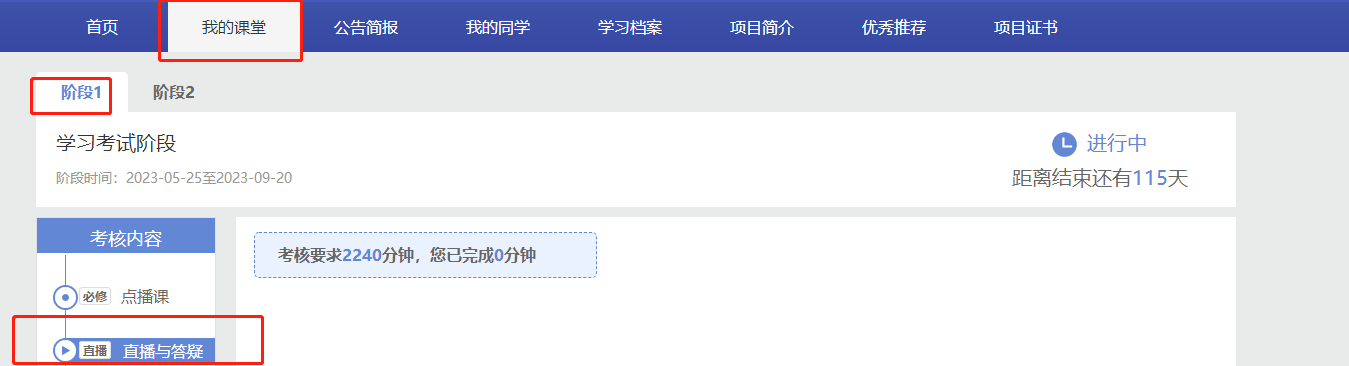 首页 我的课堂 公告简报 我的同学 学习档案 项目简介 优秀推荐 项目证书
阶段1 阶段2
学习考试阶段
进行中
阶段时间：2023-05-25至2023-09-20
距离结束还有115天
考核内容
考核要求2240分钟，您已完成0分钟
必修 点播课
直播 直播与答疑